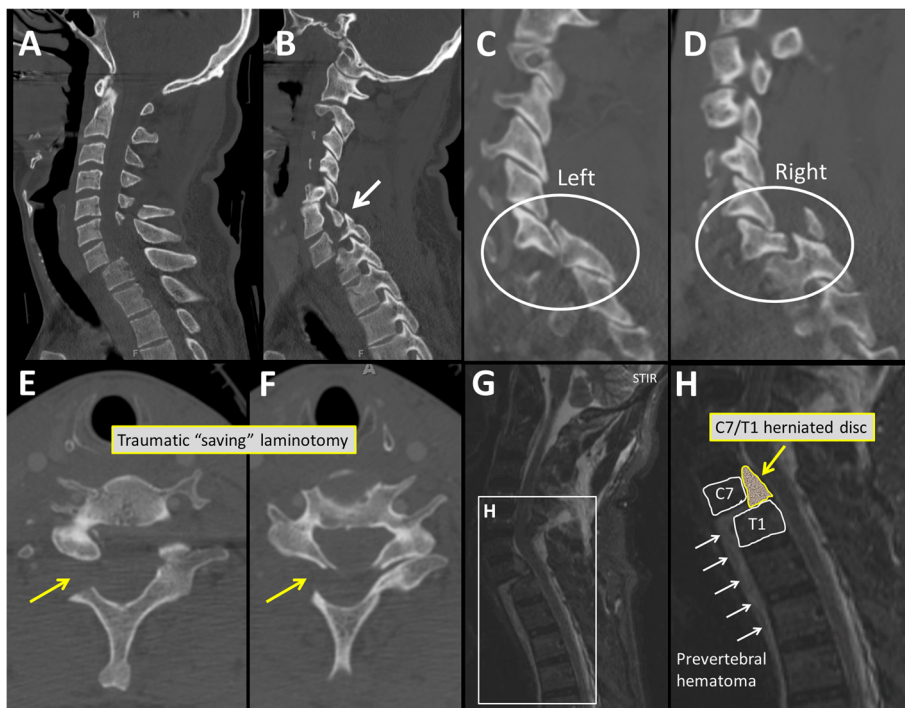 H
A
B
C
D
Left
Right
F
F
E
F
A
Traumatic “saving” laminotomy
G
STIR
H
H
C7/T1 herniated disc
C7
T1
Prevertebral
hematoma